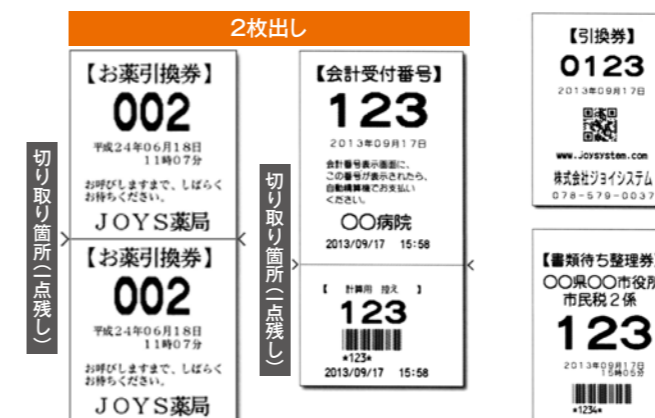 2枚出し
切り取り箇所(一点残し)
【お薬引換券】
002
平成24年06月18日
11時07分
お呼びしますまで、しばらく
お待ちください。
JOYS薬局
【お薬引換券】
002
平成24年06月18日
11時07分
お呼びしますまで、しばらく
お待ちください。
JOYS薬局
切り取り箇所(一点残し)
【会計受付番号】
123
2013年09月17日
会計番号表示画面に、
この番号が表示されたら、
自動精算機でお支払い
ください。
〇〇病院
2013/09/17 15:58
【 計算用 控え 】
123
*123*
2013/09/17 15:58
【引換券】
0123
2013年09月17日
www.joysystem.com
株式会社ジョイシステム
078-579-0037
【書類待ち整理券】
〇〇県〇〇市役所
市民税2係
123
2013年09月17日
15時05分
*1234*